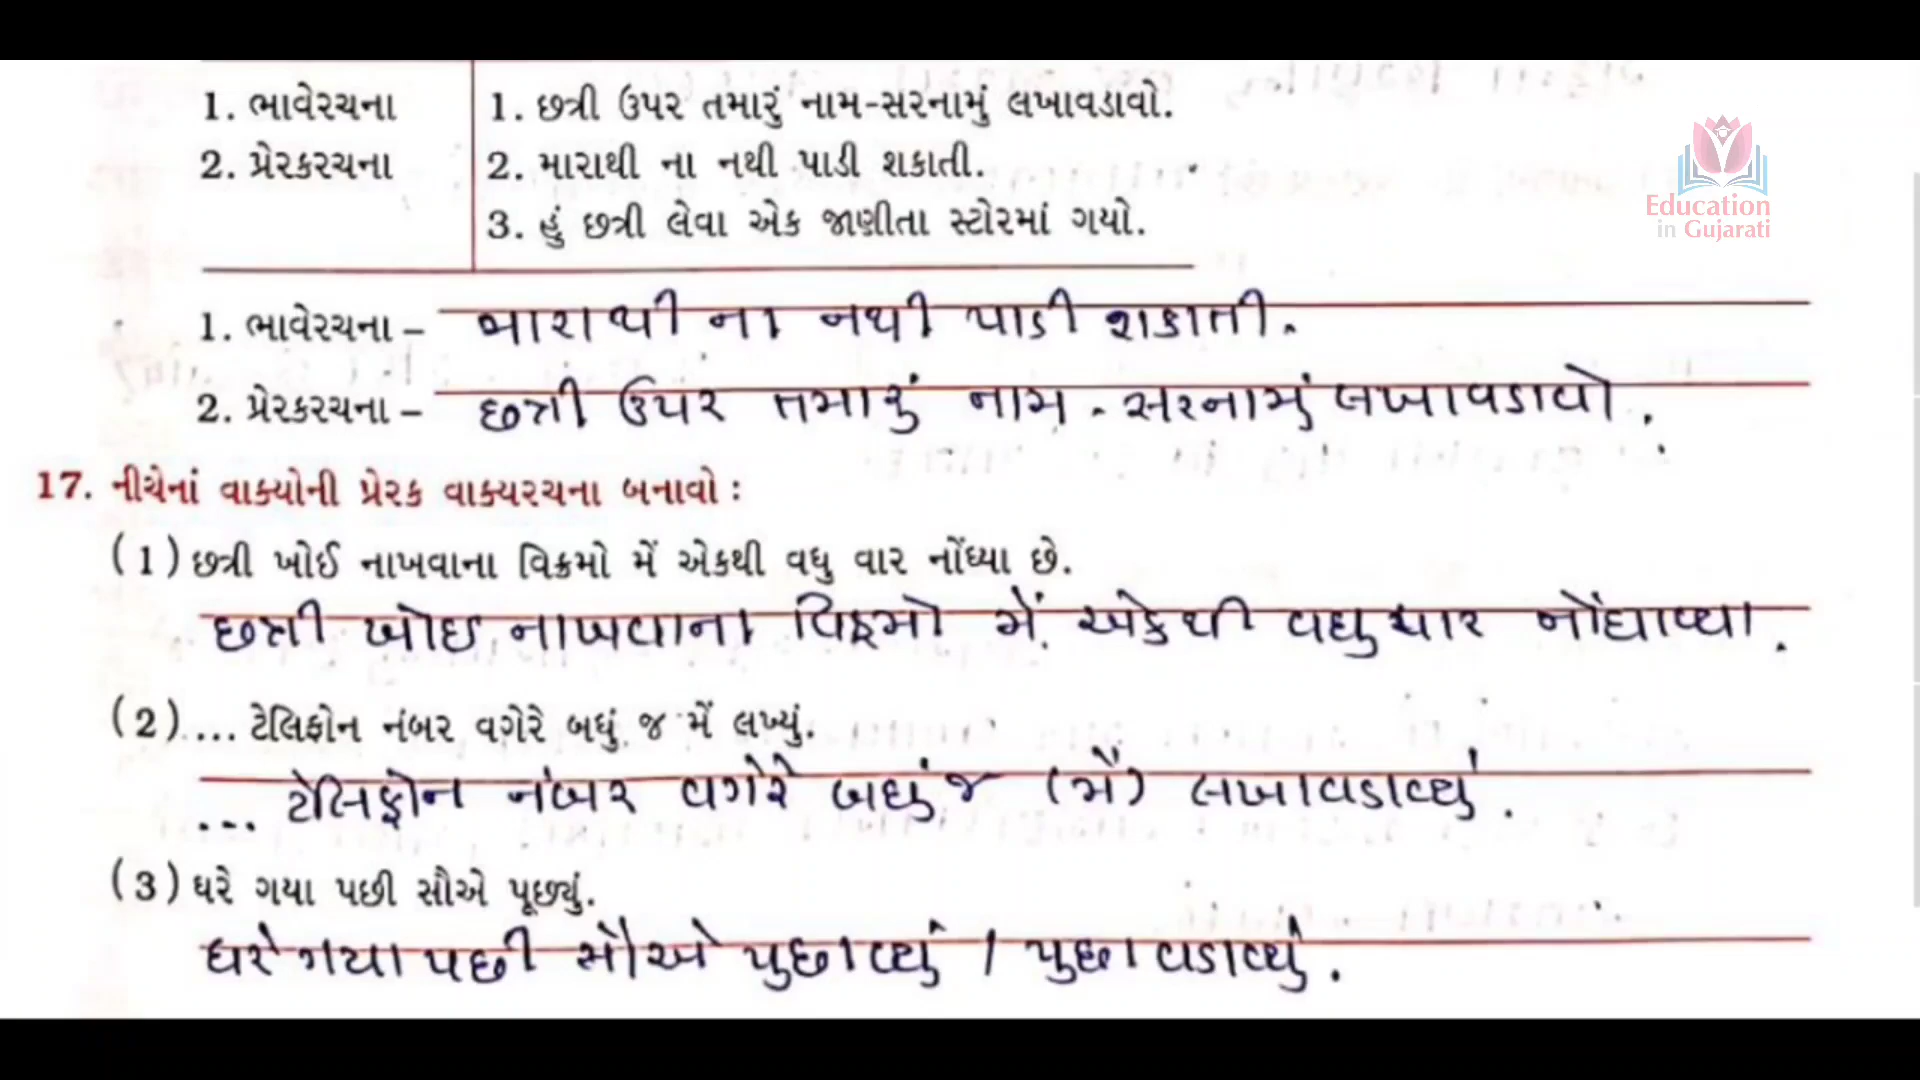 1. ભાવેરચના 1. છત્રી ઉપર તમારું નામ-સરનામું લખાવડાવો.
2. પ્રેરકરચના 2. મારાથી ના નથી પાડી શકાતી.
3. હું છત્રી લેવા એક જાણીતા સ્ટોરમાં ગયો.
Education
in Gujarati
1. ભાવેરચના – મારાથી ના નથી પાડી શકાતી.
2. પ્રેરકરચના – છત્રી ઉપર તમારું નામ - સરનામું લખાવડાવો.
17. નીચેનાં વાક્યોની પ્રેરક વાક્યરચના બનાવો :
(1) છત્રી ખોઈ નાખવાના વિક્રમો મેં એકથી વધુ વાર નોંધ્યા છે.
છત્રી ખોઇ નાખવાના વિક્રમો મેં એકથી વધુ વાર નોંધાવ્યા.
(2) ... ટેલિફોન નંબર વગેરે બધું જ મેં લખ્યું.
... ટેલિફોન નંબર વગેરે બધું જ (મેં) લખાવડાવ્યું.
(3) ઘરે ગયા પછી સૌએ પૂછ્યું.
ઘરે ગયા પછી સૌએ પુછાવ્યું / પુછાવડાવ્યું.